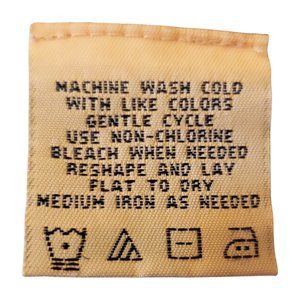 MACHINE WASH COLD
WITH LIKE COLORS
GENTLE CYCLE
USE NON-CHLORINE
BLEACH WHEN NEEDED
RESHAPE AND LAY
FLAT TO DRY
MEDIUM IRON AS NEEDED